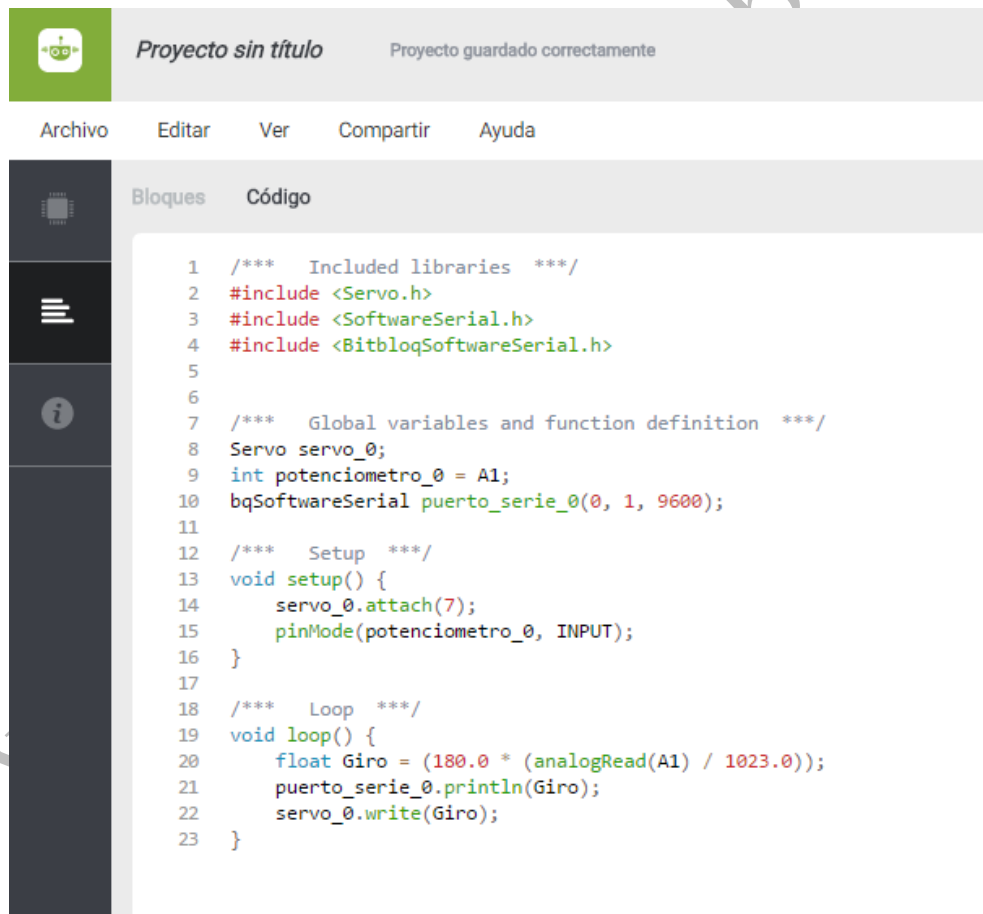 Proyecto sin título Proyecto guardado correctamente
Archivo Editar Ver Compartir Ayuda
Bloques Código
1 /*** Included libraries ***/
2 #include <Servo.h>
3 #include <SoftwareSerial.h>
4 #include <BitbloqSoftwareSerial.h>
5
6
7 /*** Global variables and function definition ***/
8 Servo servo_0;
9 int potenciometro_0 = A1;
10 bqSoftwareSerial puerto_serie_0(0, 1, 9600);
11
12 /*** Setup ***/
13 void setup() {
14 servo_0.attach(7);
15 pinMode(potenciometro_0, INPUT);
16 }
17
18 /*** Loop ***/
19 void loop() {
20 float Giro = (180.0 * (analogRead(A1) / 1023.0));
21 puerto_serie_0.println(Giro);
22 servo_0.write(Giro);
23 }